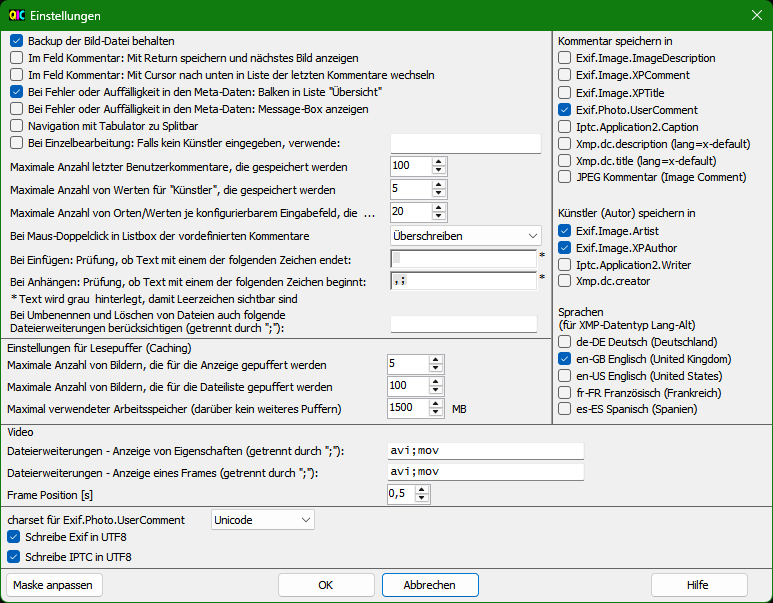 QIC Einstellungen
Backup der Bild-Datei behalten
Im Feld Kommentar: Mit Return speichern und nächstes Bild anzeigen
Im Feld Kommentar: Mit Cursor nach unten in Liste der letzten Kommentare wechseln
Bei Fehler oder Auffälligkeit in den Meta-Daten: Balken in Liste "Übersicht"
Bei Fehler oder Auffälligkeit in den Meta-Daten: Message-Box anzeigen
Navigation mit Tabulator zu Splitbar
Bei Einzelbearbeitung: Falls kein Künstler eingegeben, verwende:
Maximale Anzahl letzter Benutzerkommentare, die gespeichert werden 100
Maximale Anzahl von Werten für "Künstler", die gespeichert werden 5
Maximale Anzahl von Orten/Werten je konfigurierbarem Eingabefeld, die ... 20
Bei Maus-Doppelclick in Listbox der vordefinierten Kommentare Überschreiben
Bei Einfügen: Prüfung, ob Text mit einem der folgenden Zeichen endet: *
Bei Anhängen: Prüfung, ob Text mit einem der folgenden Zeichen beginnt: ,; *
* Text wird grau hinterlegt, damit Leerzeichen sichtbar sind
Bei Umbenennen und Löschen von Dateien auch folgende
Dateierweiterungen berücksichtigen (getrennt durch ";"):
Kommentar speichern in
Exif.Image.ImageDescription
Exif.Image.XPComment
Exif.Image.XPTitle
Exif.Photo.UserComment
Iptc.Application2.Caption
Xmp.dc.description (lang=x-default)
Xmp.dc.title (lang=x-default)
JPEG Kommentar (Image Comment)
Künstler (Autor) speichern in
Exif.Image.Artist
Exif.Image.XPAuthor
Iptc.Application2.Writer
Xmp.dc.creator
Sprachen
(für XMP-Datentyp Lang-Alt)
de-DE Deutsch (Deutschland)
en-GB Englisch (United Kingdom)
en-US Englisch (United States)
fr-FR Französisch (Frankreich)
es-ES Spanisch (Spanien)
Einstellungen für Lesepuffer (Caching)
Maximale Anzahl von Bildern, die für die Anzeige gepuffert werden 5
Maximale Anzahl von Bildern, die für die Dateiliste gepuffert werden 100
Maximal verwendeter Arbeitsspeicher (darüber kein weiteres Puffern) 1500 MB
Video
Dateierweiterungen - Anzeige von Eigenschaften (getrennt durch ";"): avi;mov
Dateierweiterungen - Anzeige eines Frames (getrennt durch ";"): avi;mov
Frame Position [s] 0,5
charset für Exif.Photo.UserComment Unicode
Schreibe Exif in UTF8
Schreibe IPTC in UTF8
Maske anpassen OK Abbrechen Hilfe